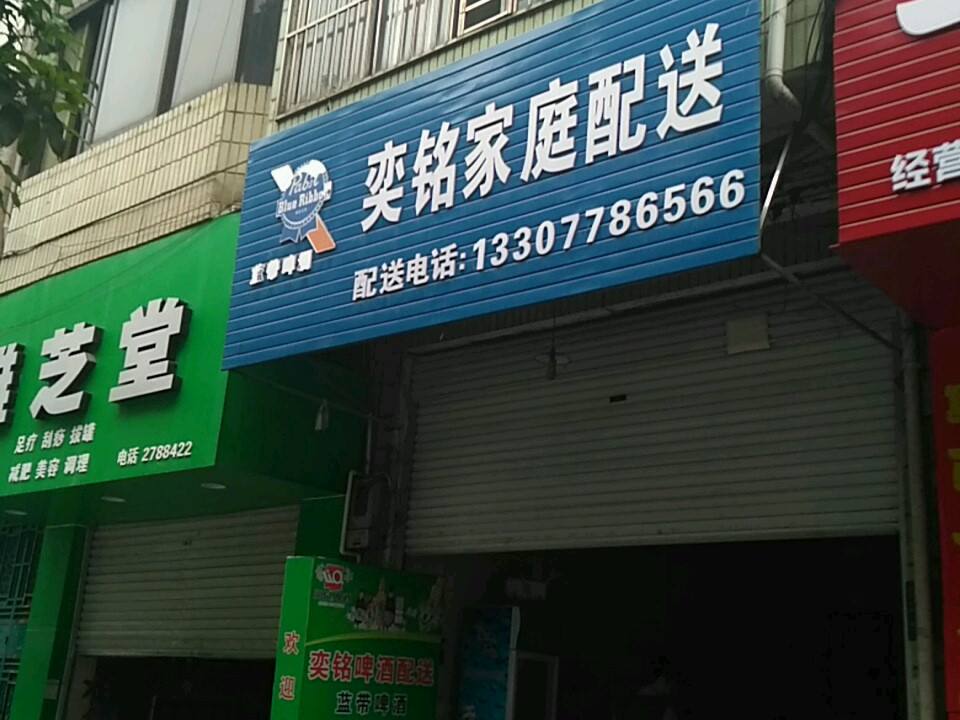 奕铭家庭配送
Pabst
Blue Ribbon
蓝带啤酒
配送电话:13307786566
芝堂
足疗 刮痧 拔罐
减肥 美容 调理
电话 2788422
经营
欢迎
奕铭啤酒配送
蓝带啤酒